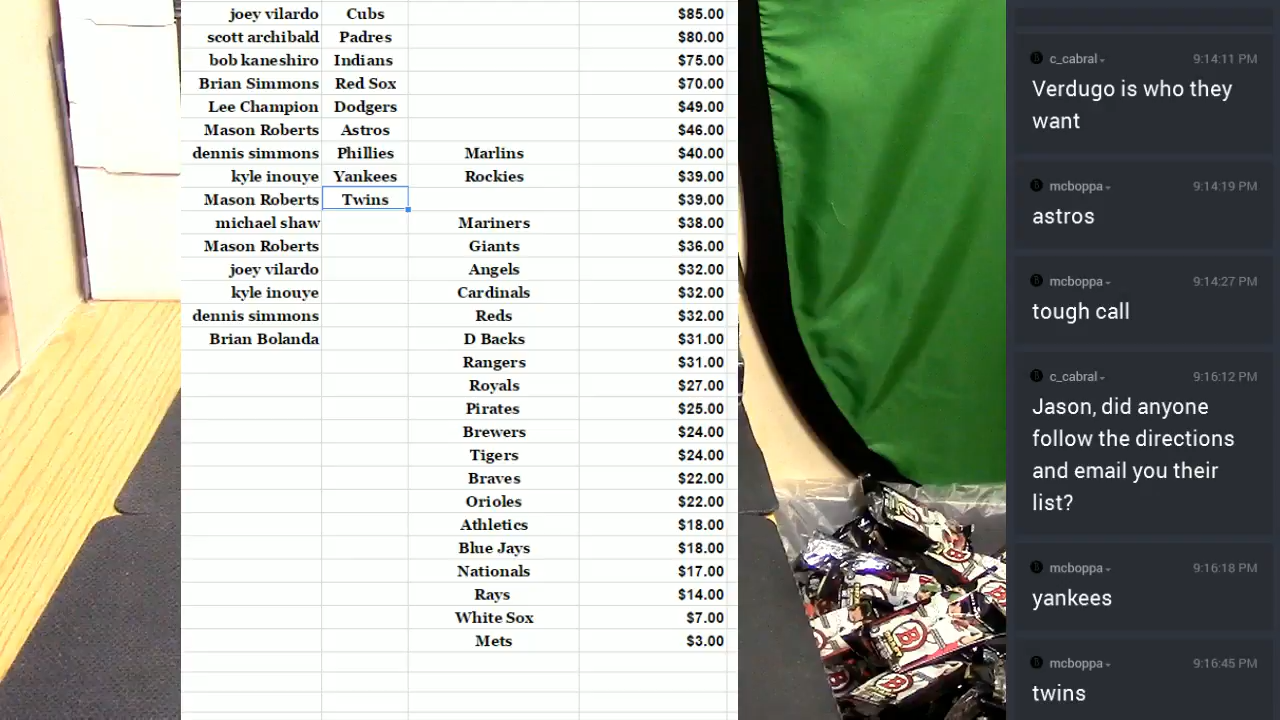 joey vilardo Cubs $85.00
scott archibald Padres $80.00
bob kaneshiro Indians $75.00
Brian Simmons Red Sox $70.00
Lee Champion Dodgers $49.00
Mason Roberts Astros $46.00
dennis simmons Phillies Marlins $40.00
kyle inouye Yankees Rockies $39.00
Mason Roberts Twins $39.00
michael shaw Mariners $38.00
Mason Roberts Giants $36.00
joey vilardo Angels $32.00
kyle inouye Cardinals $32.00
dennis simmons Reds $32.00
Brian Bolanda D Backs $31.00
Rangers $31.00
Royals $27.00
Pirates $25.00
Brewers $24.00
Tigers $24.00
Braves $22.00
Orioles $22.00
Athletics $18.00
Blue Jays $18.00
Nationals $17.00
Rays $14.00
White Sox $7.00
Mets $3.00
c_cabral 9:14:11 PM
Verdugo is who they
want
mcboppa 9:14:19 PM
astros
mcboppa 9:14:27 PM
tough call
c_cabral 9:16:12 PM
Jason, did anyone
follow the directions
and email you their
list?
mcboppa 9:16:18 PM
yankees
mcboppa 9:16:45 PM
twins